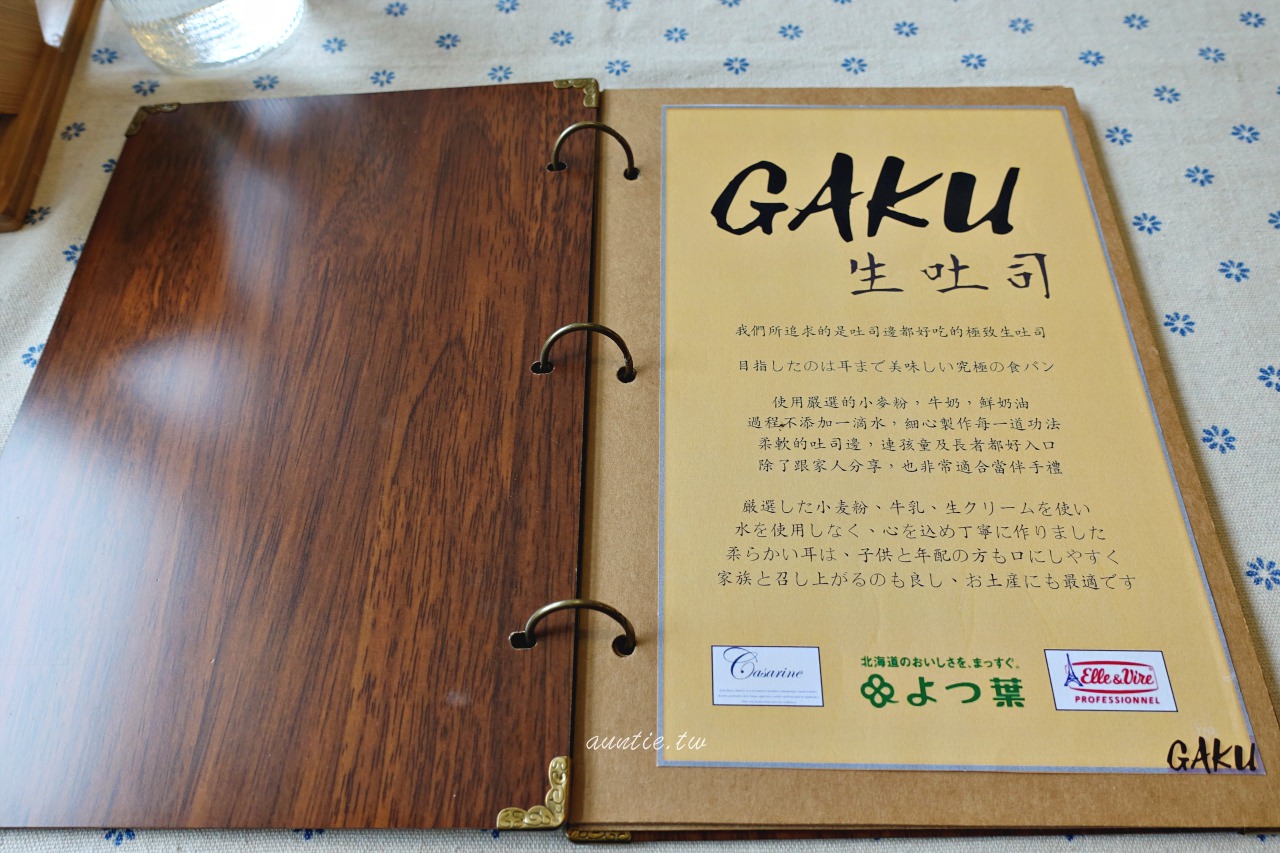 GAKU
生吐司
我們所追求的是吐司邊都好吃的極致生吐司
目指したのは耳まで美味しい究極の食パン
使用嚴選的小麥粉，牛奶，鮮奶油
過程不添加一滴水，細心製作每一道功法
柔軟的吐司邊，連孩童及長者都好入口
除了跟家人分享，也非常適合當伴手禮
厳選した小麦粉、牛乳、生クリームを使い
水を使用しなく、心を込め丁寧に作りました
柔らかい耳は、子供と年配の方も口にしやすく
家族と召し上がるのも良し、お土産にも最適です
Casarine
北海道のおいしさを、まっすぐ。
よつ葉
Elle&Vire
PROFESSIONNEL
GAKU
auntie.tw